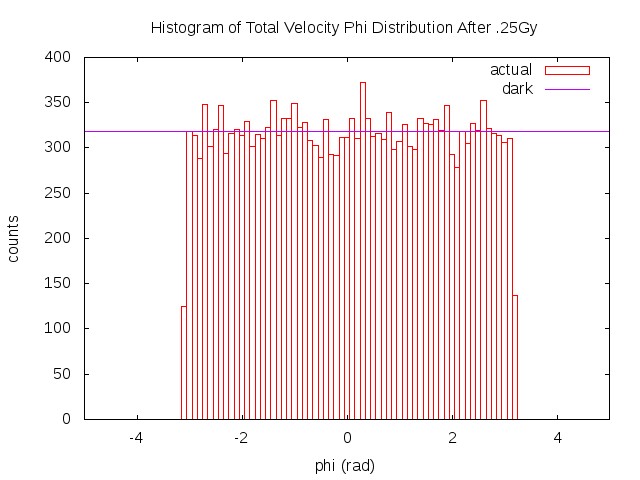 Histogram of Total Velocity Phi Distribution After .25Gy
400
350
300
250
200
150
100
50
0
counts
actual
dark
-4 -2 0 2 4
phi (rad)